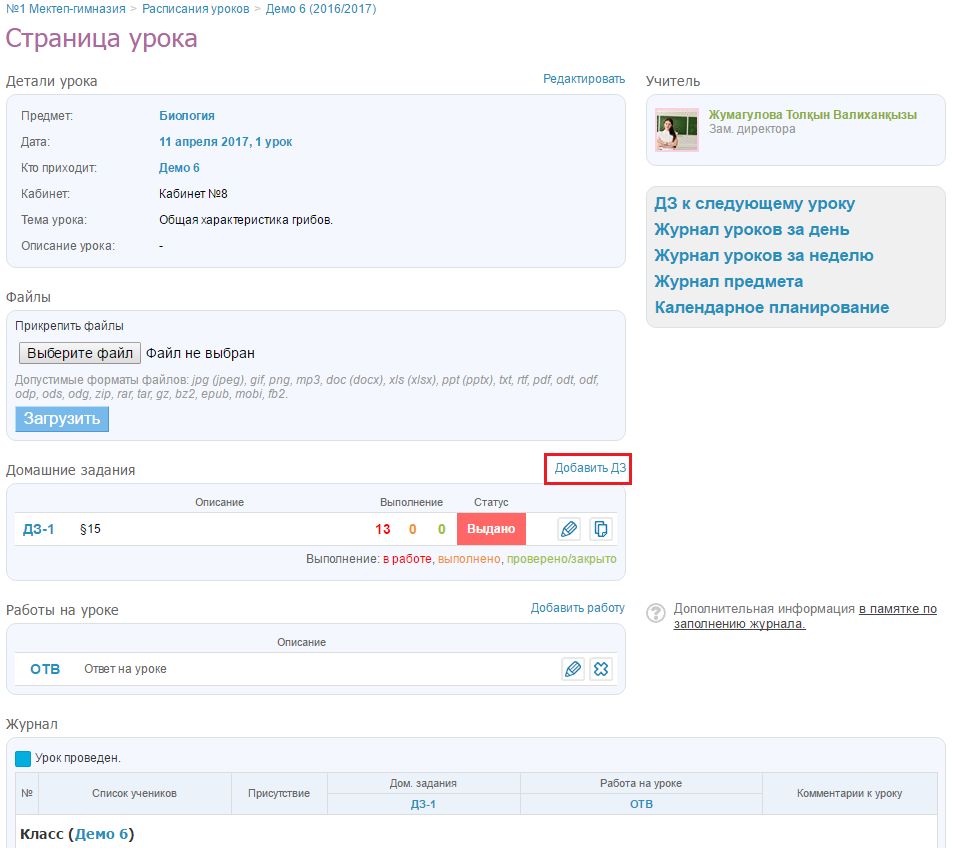 №1 Мектеп-гимназия > Расписания уроков > Демо 6 (2016/2017)
Страница урока
Детали урока
Редактировать
Предмет: Биология
Дата: 11 апреля 2017, 1 урок
Кто приходит: Демо 6
Кабинет: Кабинет №8
Тема урока: Общая характеристика грибов.
Описание урока: -
Учитель
Жумагулова Толқын Валиханқызы
Зам. директора
ДЗ к следующему уроку
Журнал уроков за день
Журнал уроков за неделю
Журнал предмета
Календарное планирование
Файлы
Прикрепить файлы
Выберите файл Файл не выбран
Допустимые форматы файлов: jpg (jpeg), gif, png, mp3, doc (docx), xls (xlsx), ppt (pptx), txt, rtf, pdf, odt, odf,
odp, ods, odg, zip, rar, tar, gz, bz2, epub, mobi, fb2.
Загрузить
Домашние задания
Добавить ДЗ
Описание Выполнение Статус
ДЗ-1 §15 13 0 0 Выдано
Выполнение: в работе, выполнено, проверено/закрыто
Работы на уроке
Добавить работу
Описание
ОТВ Ответ на уроке
? Дополнительная информация в памятке по
заполнению журнала.
Журнал
Урок проведен.
№ Список учеников Присутствие Дом. задания Работа на уроке Комментарии к уроку
ДЗ-1 ОТВ
Класс (Демо 6)